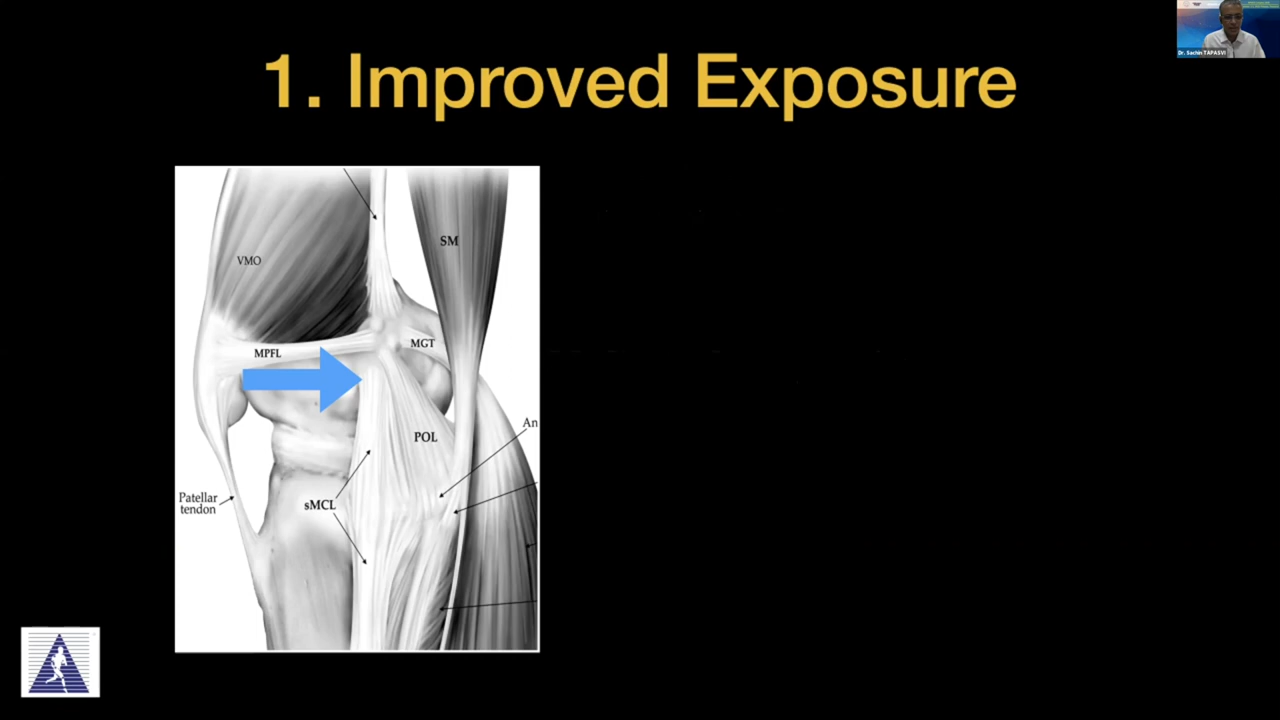 1. Improved Exposure
Dr. Sachin TAPASVI
VMO
SM
MPFL
MGT
POL
An
sMCL
Patellar
tendon